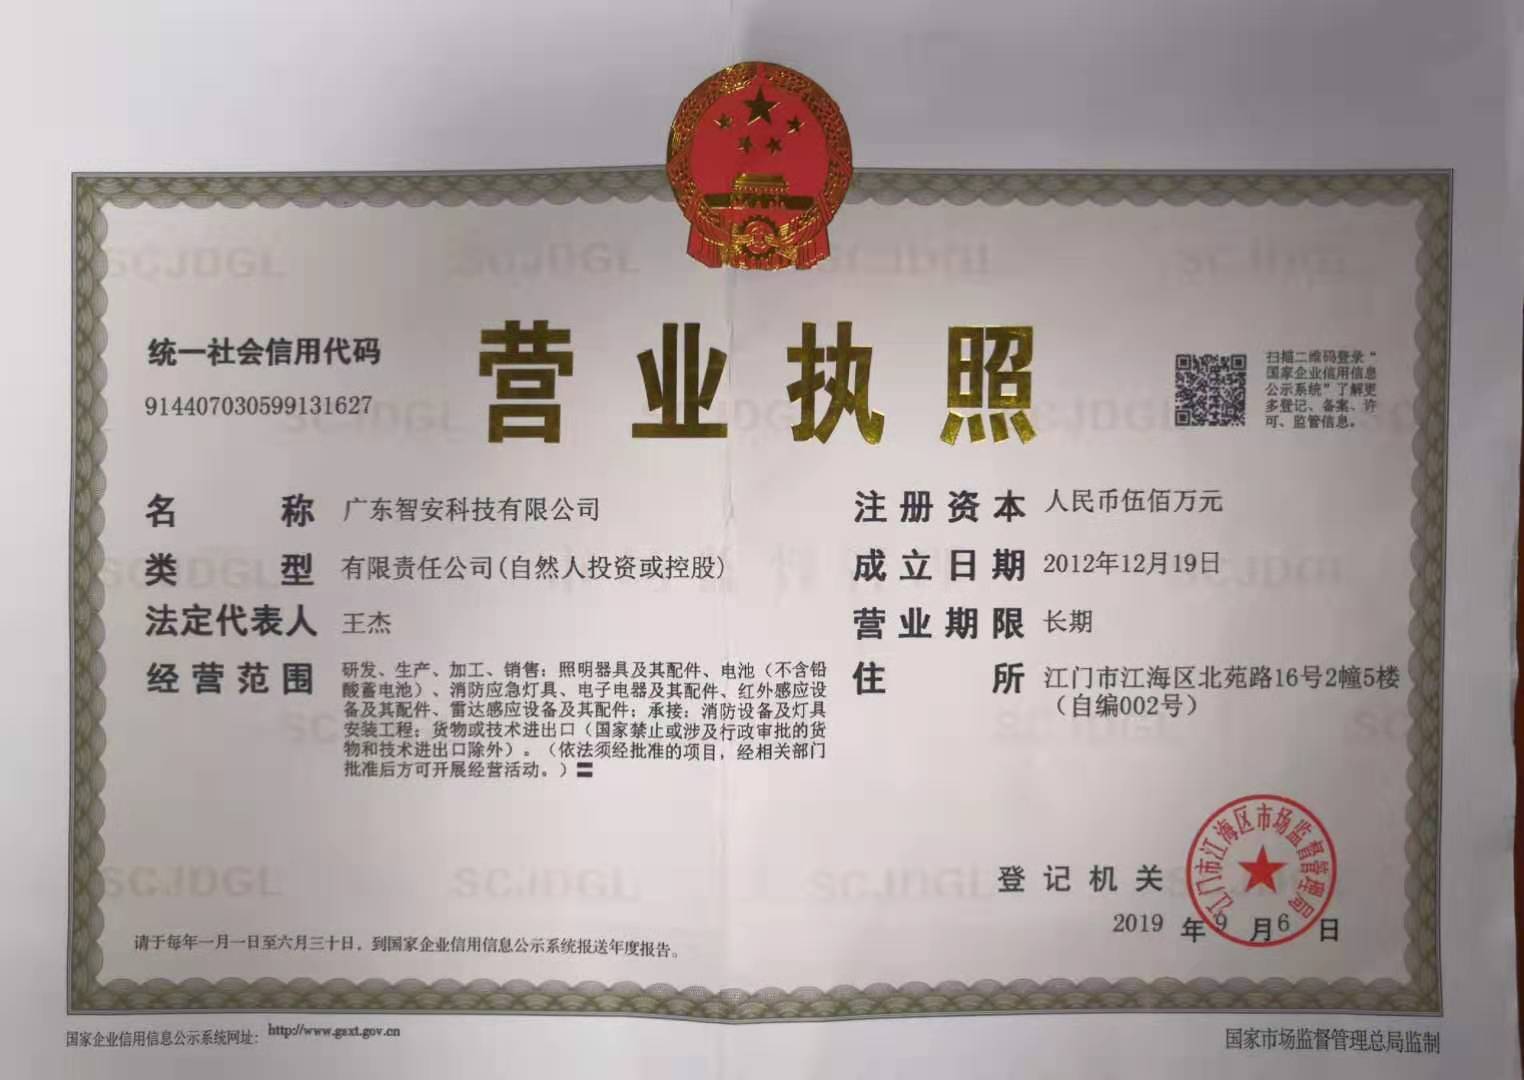 统一社会信用代码
914407030599131627
营业执照
扫描二维码登录“
国家企业信用信息
公示系统”了解更
多登记、备案、许
可、监管信息。
名称 广东智安科技有限公司
类型 有限责任公司(自然人投资或控股)
法定代表人 王杰
经营范围 研发、生产、加工、销售：照明器具及其配件、电池（不含铅
酸蓄电池）、消防应急灯具、电子电器及其配件、红外感应设
备及其配件、雷达感应设备及其配件；承接：消防设备及灯具
安装工程；货物或技术进出口（国家禁止或涉及行政审批的货
物和技术进出口除外）。（依法须经批准的项目，经相关部门
批准后方可开展经营活动。）〓
注册资本 人民币伍佰万元
成立日期 2012年12月19日
营业期限 长期
住所 江门市江海区北苑路16号2幢5楼
（自编002号）
登记机关
江门市江海区市场监督管理局
2019年9月6日
请于每年一月一日至六月三十日，到国家企业信用信息公示系统报送年度报告。
国家企业信用信息公示系统网址：http://www.gsxt.gov.cn
国家市场监督管理总局监制
SCJDGL